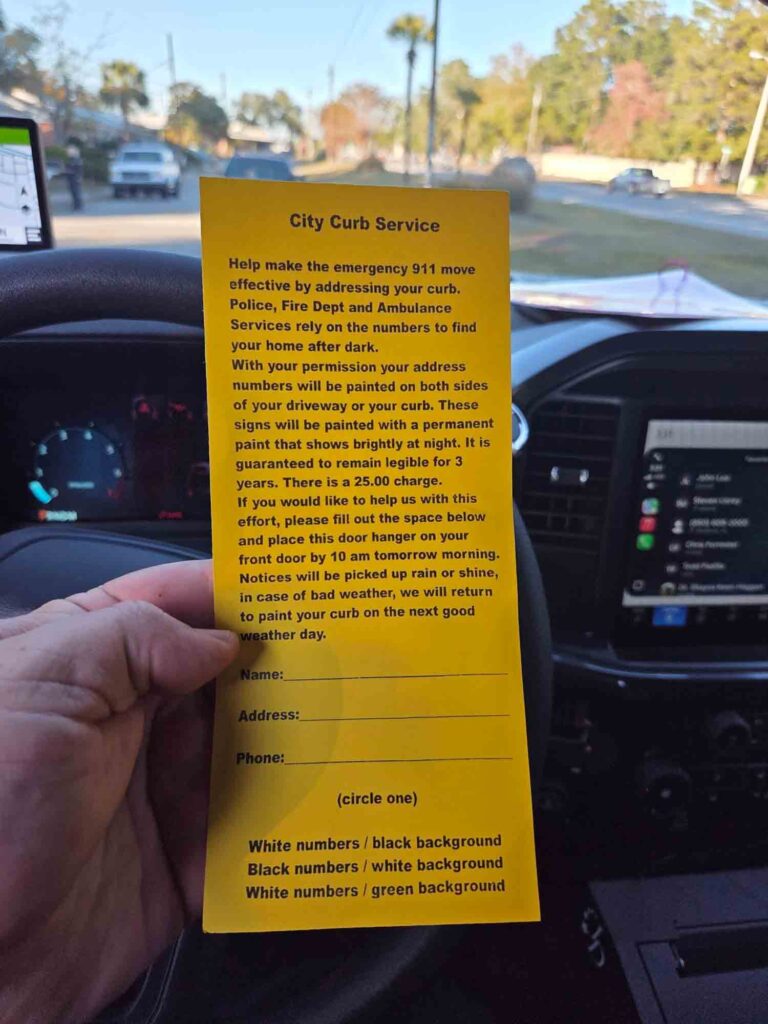 City Curb Service
Help make the emergency 911 move
effective by addressing your curb.
Police, Fire Dept and Ambulance
Services rely on the numbers to find
your home after dark.
With your permission your address
numbers will be painted on both sides
of your driveway or your curb. These
signs will be painted with a permanent
paint that shows brightly at night. It is
guaranteed to remain legible for 3
years. There is a 25.00 charge.
If you would like to help us with this
effort, please fill out the space below
and place this door hanger on your
front door by 10 am tomorrow morning.
Notices will be picked up rain or shine,
in case of bad weather, we will return
to paint your curb on the next good
weather day.
Name:
Address:
Phone:
(circle one)
White numbers / black background
Black numbers / white background
White numbers / green background